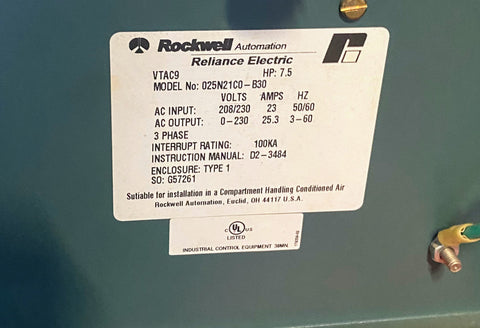 Rockwell Automation
Reliance Electric
VTAC9 HP: 7.5
MODEL No: 025N21C0-B30
VOLTS AMPS HZ
AC INPUT: 208/230 23 50/60
AC OUTPUT: 0-230 25.3 3-60
3 PHASE
INTERRUPT RATING: 100KA
INSTRUCTION MANUAL: D2-3484
ENCLOSURE: TYPE 1
SO: G57261
Sutiable for installation in a Compartment Handling Conditioned Air
Rockwell Automation, Euclid, OH 44117 U.S.A.
C UL US
LISTED
INDUSTRIAL CONTROL EQUIPMENT 38MN